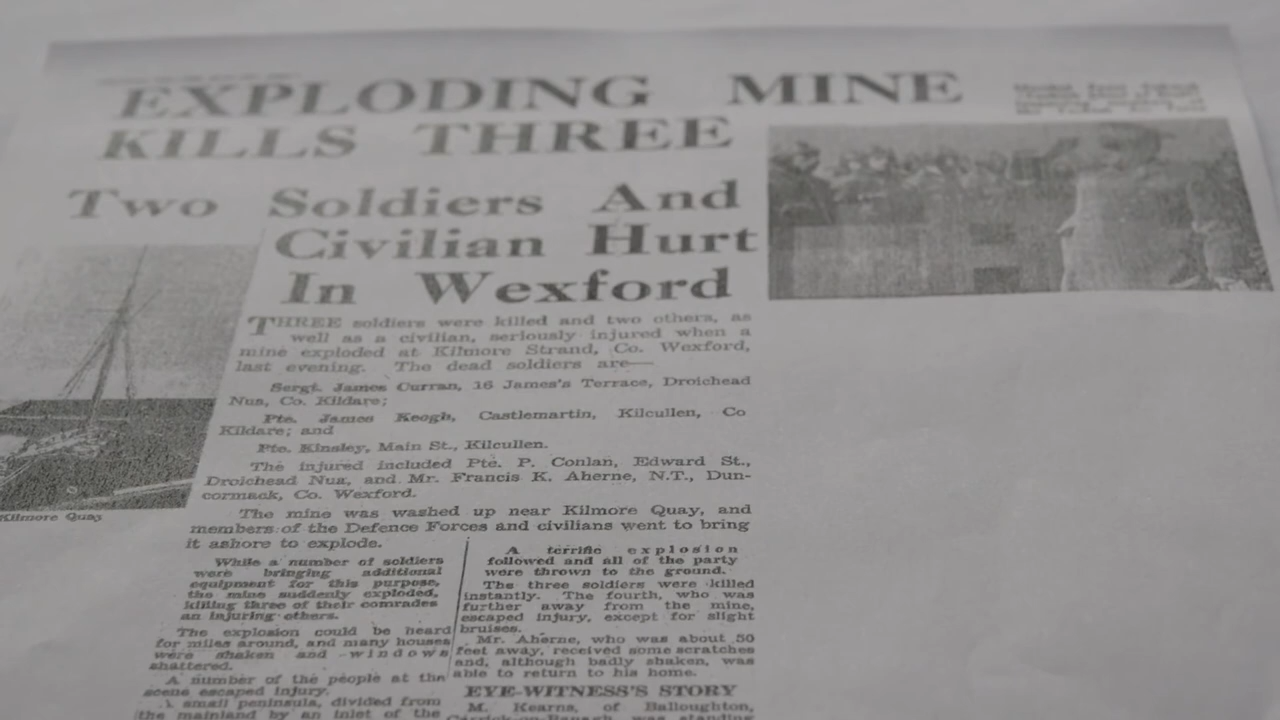 EXPLODING MINE
KILLS THREE
Two Soldiers And
Civilian Hurt
In Wexford
THREE soldiers were killed and two others, as
well as a civilian, seriously injured when a
mine exploded at Kilmore Strand, Co. Wexford,
last evening. The dead soldiers are—
Sergt. James Curran, 16 James's Terrace, Droichead
Nua, Co. Kildare;
Pte. James Keogh, Castlemartin, Kilcullen, Co
Kildare; and
Pte. Kinsley, Main St., Kilcullen.
The injured included Pte. P. Conlan, Edward St.,
Droichead Nua, and Mr. Francis K. Aherne, N.T., Dun-
cormack, Co. Wexford.
The mine was washed up near Kilmore Quay, and
members of the Defence Forces and civilians went to bring
it ashore to explode.
While a number of soldiers
were bringing additional
equipment for this purpose,
the mine suddenly exploded,
killing three of their comrades
an injuring others.
The explosion could be heard
for miles around, and many houses
were shaken and windows
shattered.
A number of the people at the
scene escaped injury.
A small peninsula, divided from
the mainland by an inlet of the
A terrific explosion
followed and all of the party
were thrown to the ground.
The three soldiers were killed
instantly. The fourth, who was
further away from the mine,
escaped injury, except for slight
bruises.
Mr. Aherne, who was about 50
feet away, received some scratches
and, although badly shaken, was
able to return to his home.
EYE-WITNESS'S STORY
M. Kearns, of Balloughton,
was standing
Kilmore Quay